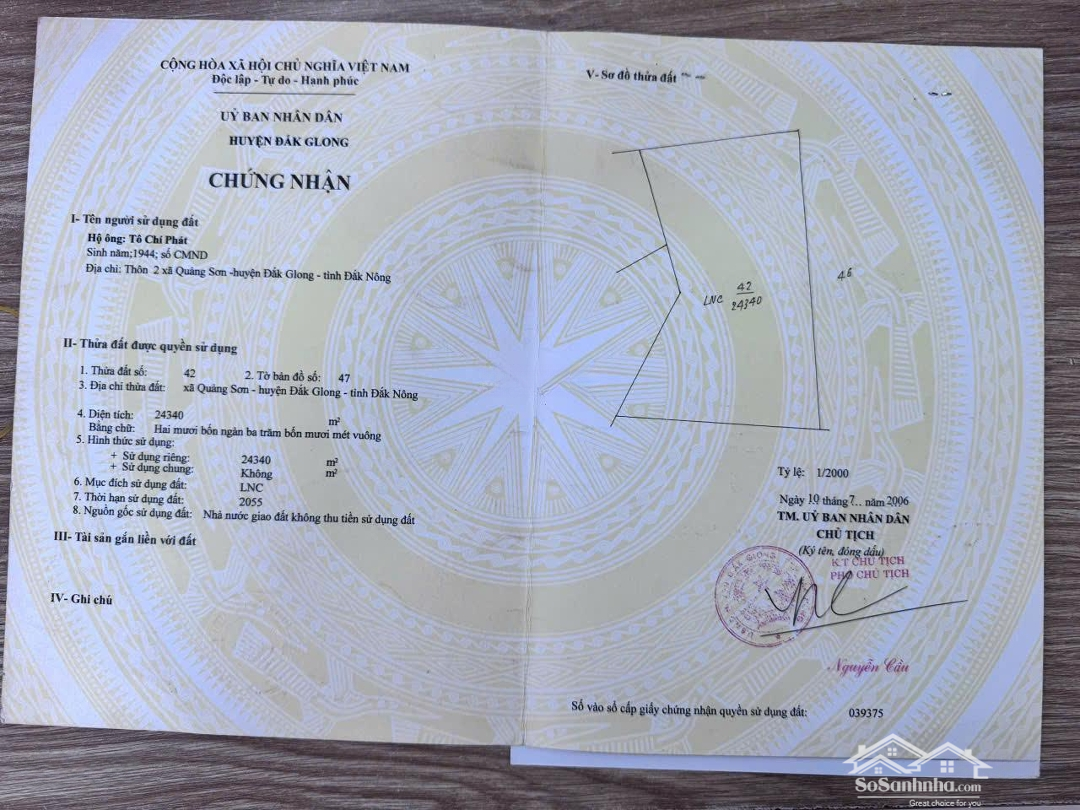 CỘNG HÒA XÃ HỘI CHỦ NGHĨA VIỆT NAM
Độc lập - Tự do - Hạnh phúc
UỶ BAN NHÂN DÂN
HUYỆN ĐĂK GLONG
CHỨNG NHẬN
I- Tên người sử dụng đất
Hộ ông: Tô Chí Phát
Sinh năm;1944; số CMND
Địa chỉ: Thôn 2 xã Quảng Sơn -huyện Đắk Glong - tỉnh Đắk Nông
II- Thửa đất được quyền sử dụng
1. Thửa đất số: 42 2. Tờ bản đồ số: 47
3. Địa chỉ thửa đất: xã Quảng Sơn - huyện Đắk Glong - tỉnh Đắk Nông
4. Diện tích: 24340 m²
Bằng chữ: Hai mươi bốn ngàn ba trăm bốn mươi mét vuông
5. Hình thức sử dụng:
+ Sử dụng riêng: 24340 m²
+ Sử dụng chung: Không m²
6. Mục đích sử dụng đất: LNC
7. Thời hạn sử dụng đất: 2055
8. Nguồn gốc sử dụng đất: Nhà nước giao đất không thu tiền sử dụng đất
III- Tài sản gắn liền với đất
IV- Ghi chú
V- Sơ đồ thửa đất
46
LNC 42
24340
Tỷ lệ: 1/2000
Ngày 10 tháng 7.. năm 2006
TM. UỶ BAN NHÂN DÂN
CHỦ TỊCH
(Ký tên, đóng dấu)
K.T CHỦ TỊCH
PHÓ CHỦ TỊCH
Nguyễn Cầu
Số vào sổ cấp giấy chứng nhận quyền sử dụng đất: 039375
SoSanhnha.com
Great choice for you